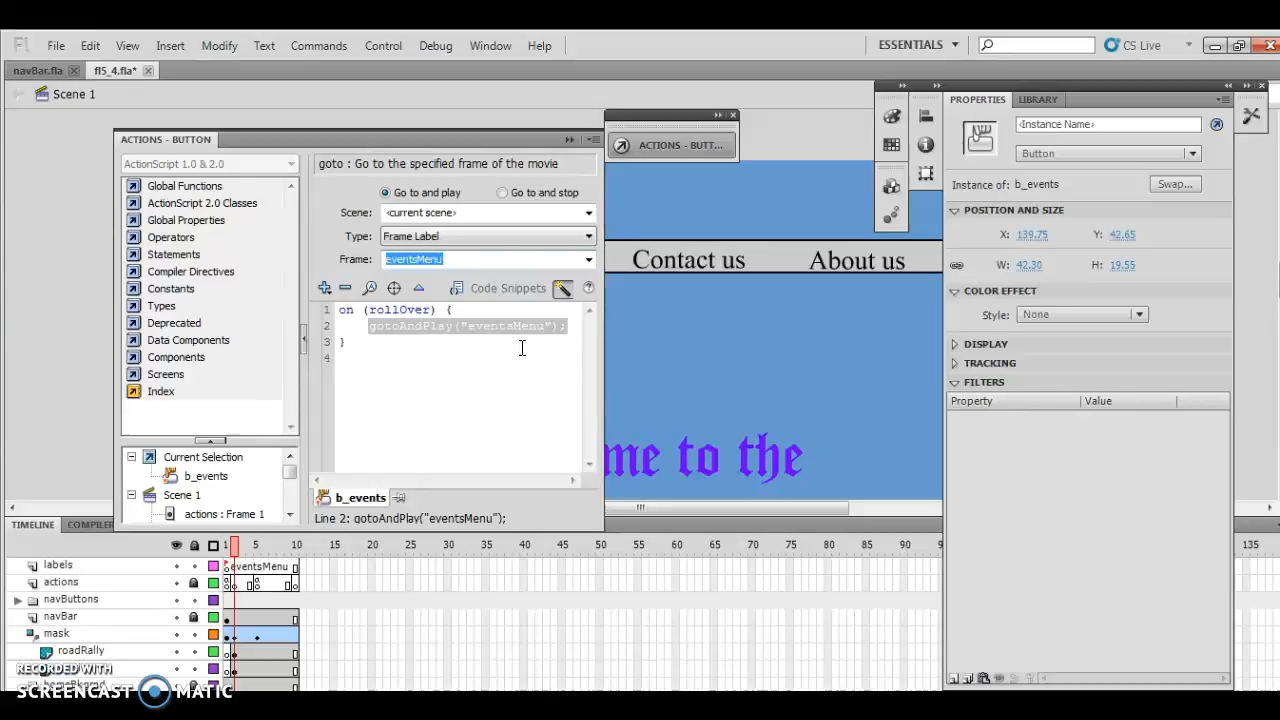 Fl File Edit View Insert Modify Text Commands Control Debug Window Help ESSENTIALS CS Live
navBar.fla fl5_4.fla*
Scene 1
ACTIONS - BUTTON
ActionScript 1.0 & 2.0
Global Functions
ActionScript 2.0 Classes
Global Properties
Operators
Statements
Compiler Directives
Constants
Types
Deprecated
Data Components
Components
Screens
Index
Current Selection
b_events
Scene 1
actions : Frame 1
goto : Go to the specified frame of the movie
Go to and play Go to and stop
Scene: <current scene>
Type: Frame Label
Frame: eventsMenu
Code Snippets
1 on (rollOver) {
2 gotoAndPlay("eventsMenu");
3 }
4
b_events
Line 2: gotoAndPlay("eventsMenu");
ACTIONS - BUTT...
Contact us About us
me to the
PROPERTIES LIBRARY
<Instance Name>
Button
Instance of: b_events Swap...
POSITION AND SIZE
X: 139.75 Y: 42.65
W: 42.30 H: 19.55
COLOR EFFECT
Style: None
DISPLAY
TRACKING
FILTERS
Property Value
TIMELINE COMPILER
1 5 10 15 20 25 30 35 40 45 50 55 60 65 70 75 80 85 90 95 135
labels eventsMenu
actions
navButtons
navBar
mask
roadRally
RECORDED WITH
SCREENCAST MATIC